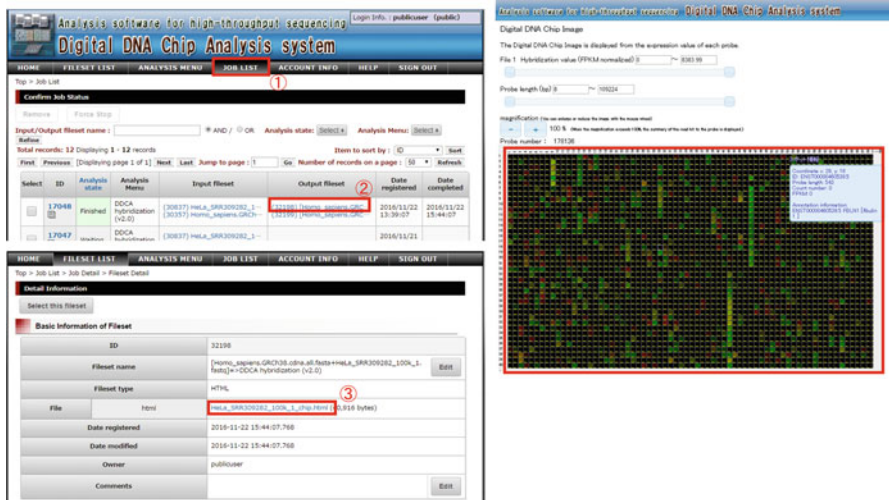 Analysis software for high-throughput sequencing
Login Info. : publicuser (public)
Digital DNA Chip Analysis system
HOME FILESET LIST ANALYSIS MENU JOB LIST ACCOUNT INFO HELP SIGN OUT
①
Top > Job List
Confirm Job Status
Remove Force Stop
Input/Output fileset name : AND / OR Analysis state: Select Analysis Menu: Select
Refine
Total records: 12 Displaying 1 - 12 records Item to sort by : ID Sort
First Previous [Displaying page 1 of 1] Next Last Jump to page : 1 Go Number of records on a page : 50 Refresh
Select ID Analysis state Analysis Menu Input fileset Output fileset Date registered Date completed
②
17048 Finished DDCA hybridization (v2.0)
(30837) HeLa_SRR309282_1···
(30357) Homo_sapiens.GRCh···
(32198) [Homo_sapiens.GRC
(32199) [Homo_sapiens.GRC
2016/11/22 13:39:07
2016/11/22 15:44:07
17047 Waiting DDCA
(30837) HeLa_SRR309282_1···
2016/11/21
HOME FILESET LIST ANALYSIS MENU JOB LIST ACCOUNT INFO HELP SIGN OUT
Top > Job List > Job Detail > Fileset Detail
Detail Information
Select this fileset
Basic Information of Fileset
ID 32198
Fileset name [Homo_sapiens.GRCh38.cdna.all.fasta+HeLa_SRR309282_100k_1.
fastq]=>DDCA hybridization (v2.0) Edit
Fileset type HTML
③
File html HeLa_SRR309282_100k_1_chip.html
Date registered 2016-11-22 15:44:07.768
Date modified 2016-11-22 15:44:07.768
Owner publicuser
Comments Edit
Analysis software for high-throughput sequencing Digital DNA Chip Analysis system
Digital DNA Chip Image
The Digital DNA Chip Image is displayed from the expression value of each probe.
File 1 Hybridization value (FPKM normalized) 0 ~
Probe length (bp) 8 ~ 109224
magnification
- + 100 %
Probe number : 178136
Probe length 542
Count number 0
FPKM 0
Annotation information